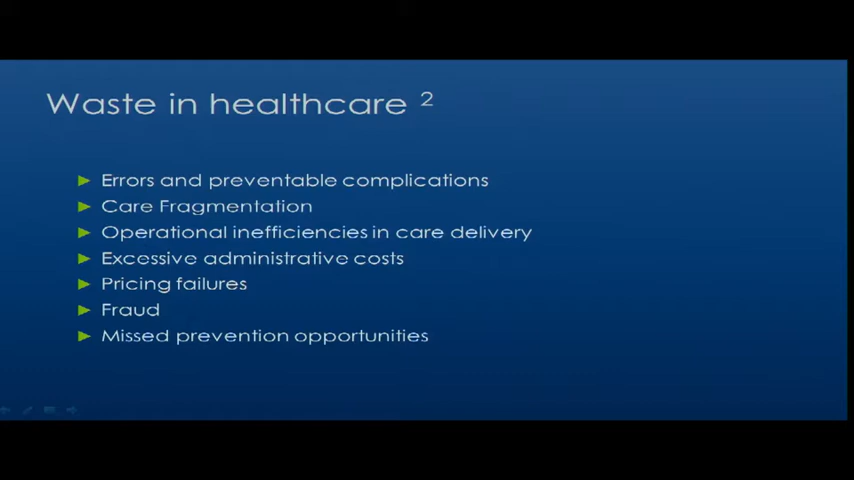 Waste in healthcare ²
Errors and preventable complications
Care Fragmentation
Operational inefficiencies in care delivery
Excessive administrative costs
Pricing failures
Fraud
Missed prevention opportunities